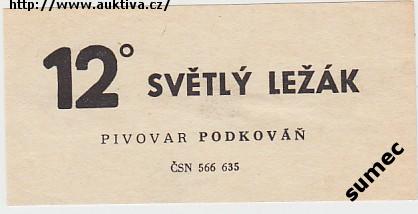 http://www.auktiva.cz/
12° SVĚTLÝ LEŽÁK
PIVOVAR PODKOVÁŇ
ČSN 566 635
sumec